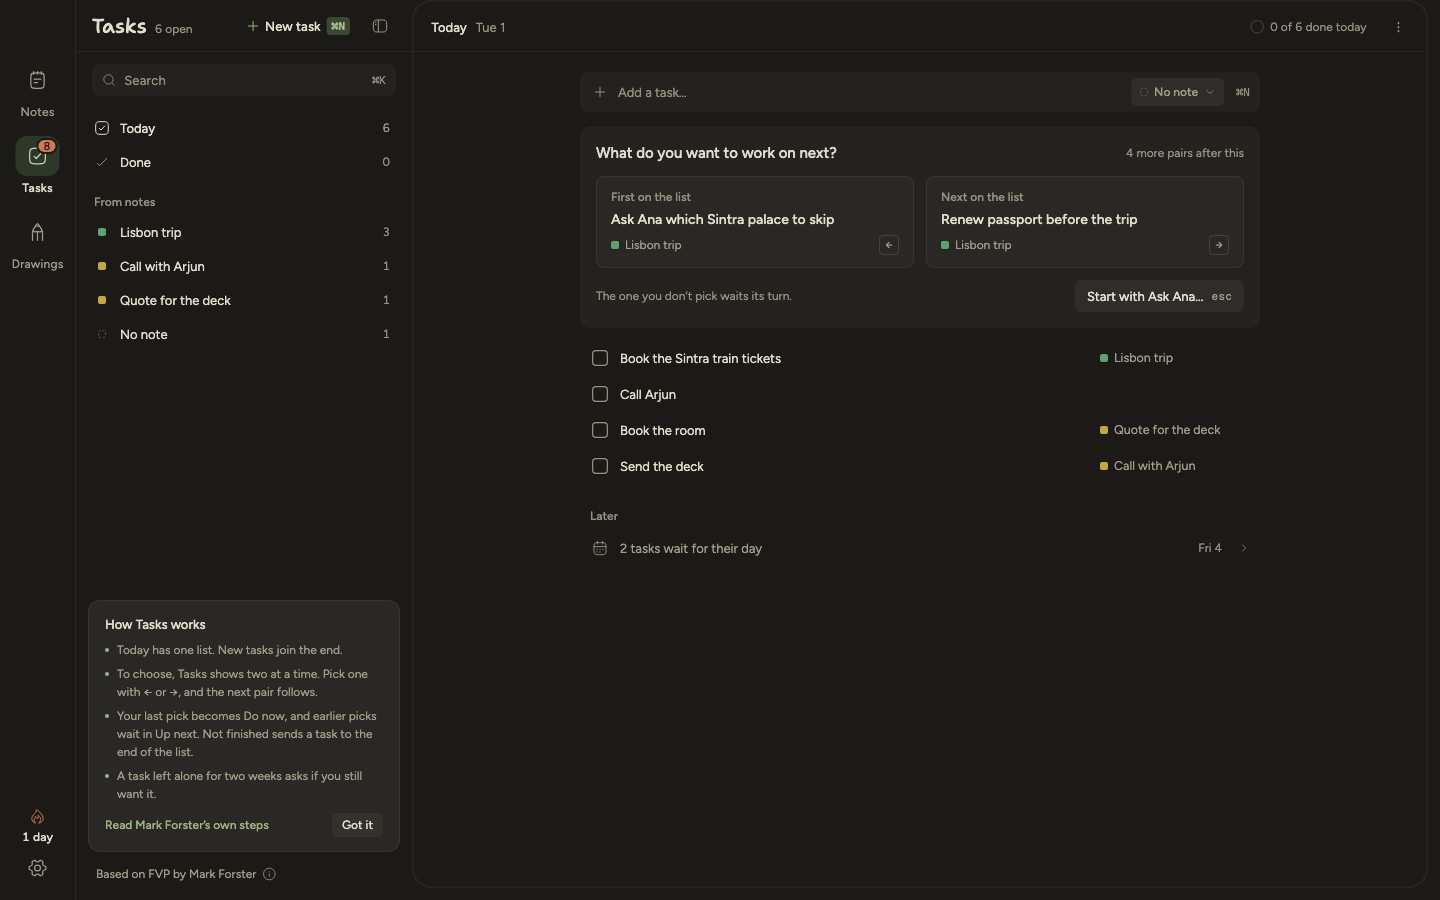 Tasks 6 open
+ New task ⌘N
Today Tue 1
0 of 6 done today
Notes
8
Tasks
Drawings
1 day
Search ⌘K
Today 6
Done 0
From notes
Lisbon trip 3
Call with Arjun 1
Quote for the deck 1
No note 1
How Tasks works
• Today has one list. New tasks join the end.
• To choose, Tasks shows two at a time. Pick one
with ← or →, and the next pair follows.
• Your last pick becomes Do now, and earlier picks
wait in Up next. Not finished sends a task to the
end of the list.
• A task left alone for two weeks asks if you still
want it.
Read Mark Forster's own steps
Got it
Based on FVP by Mark Forster
+ Add a task...
No note
⌘N
What do you want to work on next?
4 more pairs after this
First on the list
Ask Ana which Sintra palace to skip
Lisbon trip ←
Next on the list
Renew passport before the trip
Lisbon trip →
The one you don't pick waits its turn.
Start with Ask Ana... esc
Book the Sintra train tickets Lisbon trip
Call Arjun
Book the room Quote for the deck
Send the deck Call with Arjun
Later
2 tasks wait for their day Fri 4